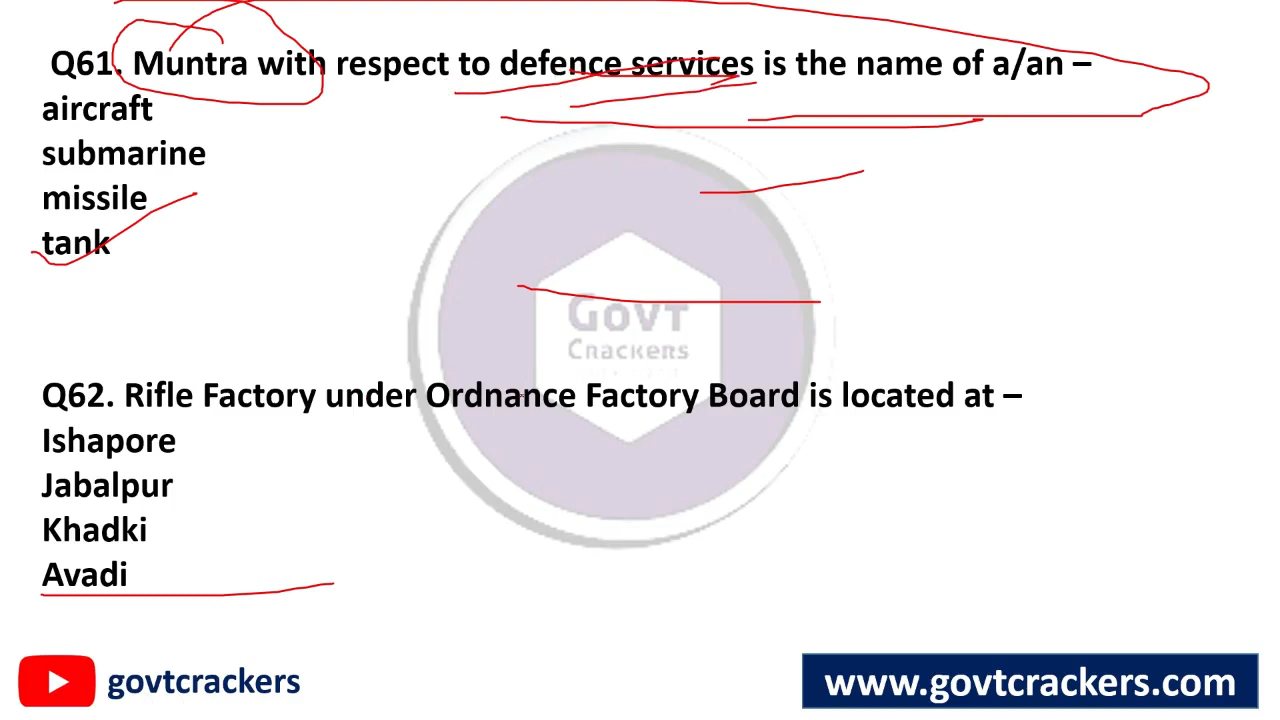 Q61. Muntra with respect to defence services is the name of a/an –
aircraft
submarine
missile
tank
GOVT
CRACKERS
Q62. Rifle Factory under Ordnance Factory Board is located at –
Ishapore
Jabalpur
Khadki
Avadi
govtcrackers
www.govtcrackers.com